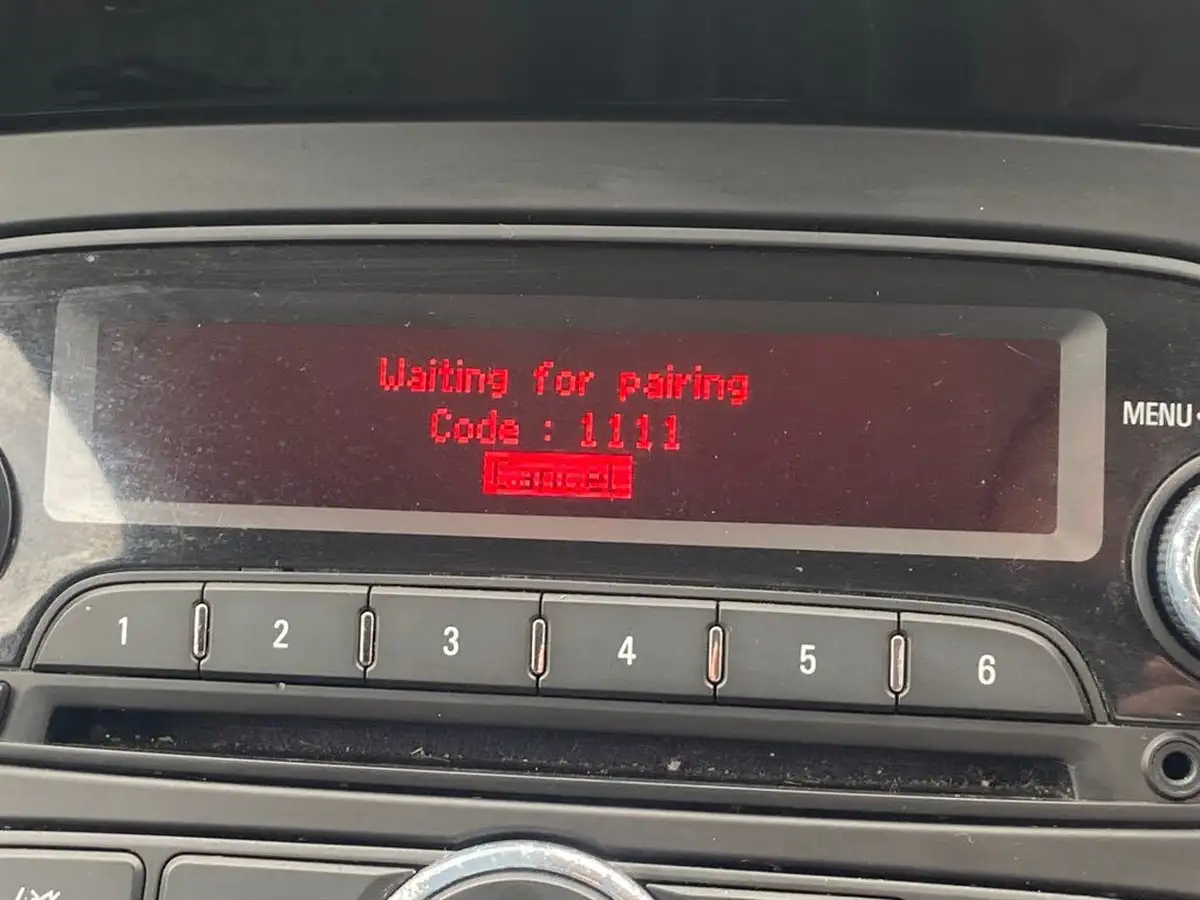 Waiting for pairing
Code : 1111
Cancel
MENU
1 2 3 4 5 6